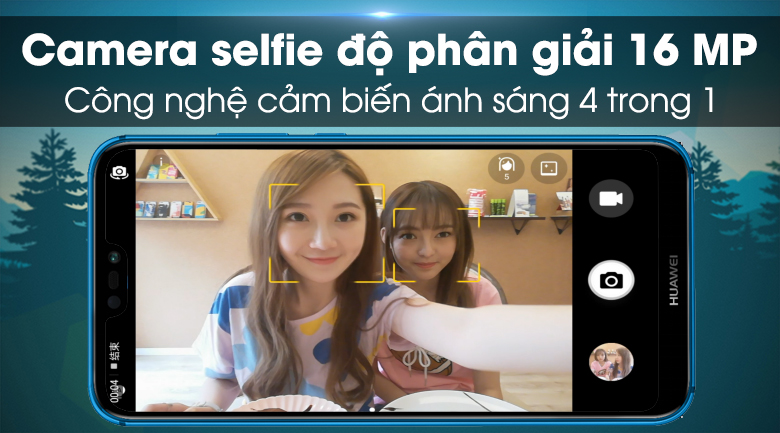 Camera selfie độ phân giải 16 MP
Công nghệ cảm biến ánh sáng 4 trong 1
5
HUAWEI
00:04
结束